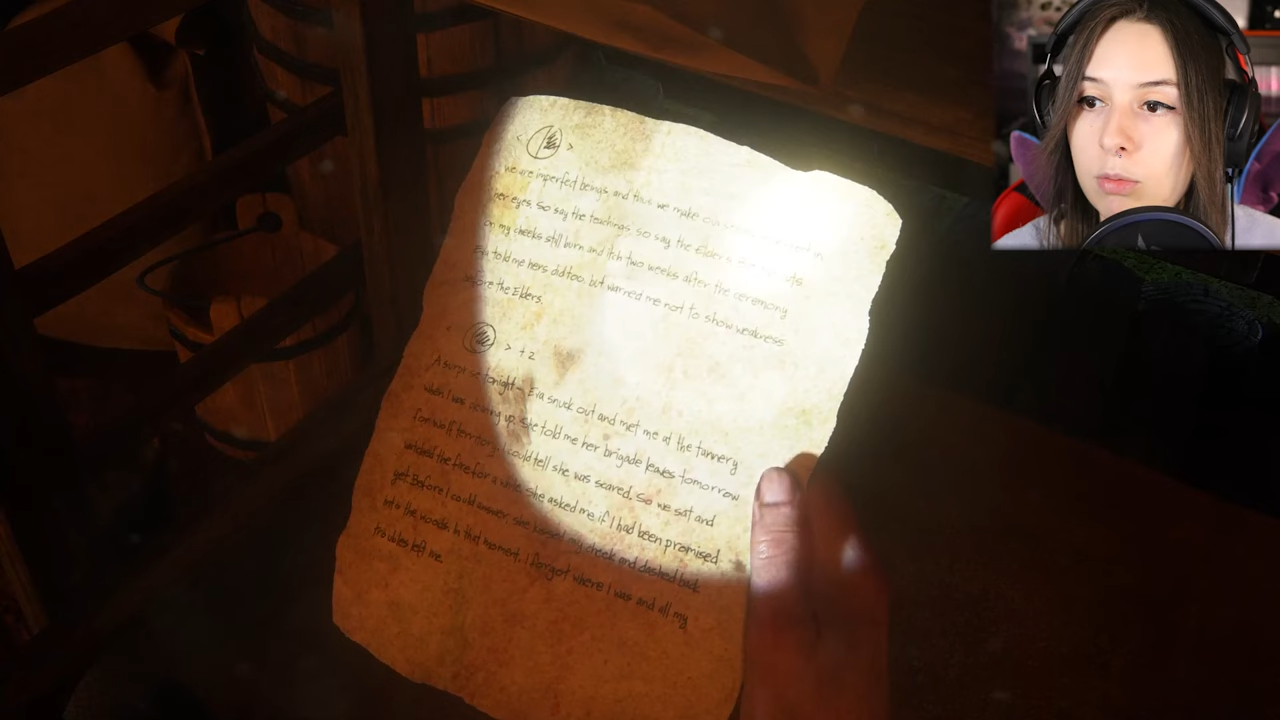 we are imperfect beings, and thus we make our
her eyes. So say the teachings, so say the Elders.
on my cheeks still burn and itch two weeks after the ceremony
Eva told me hers did too, but warned me not to show weakness
before the Elders.
> + 2
A surprise tonight - Eva snuck out and met me at the tannery
when I was up. She told me her brigade leaves tomorrow
for Wolf territory. I could tell she was scared. So we sat and
watched the fire for a while. She asked me if I had been promised
yet. Before I could answer, she kissed my cheek and dashed back
into the woods. In that moment, I forgot where I was and all my
troubles left me.